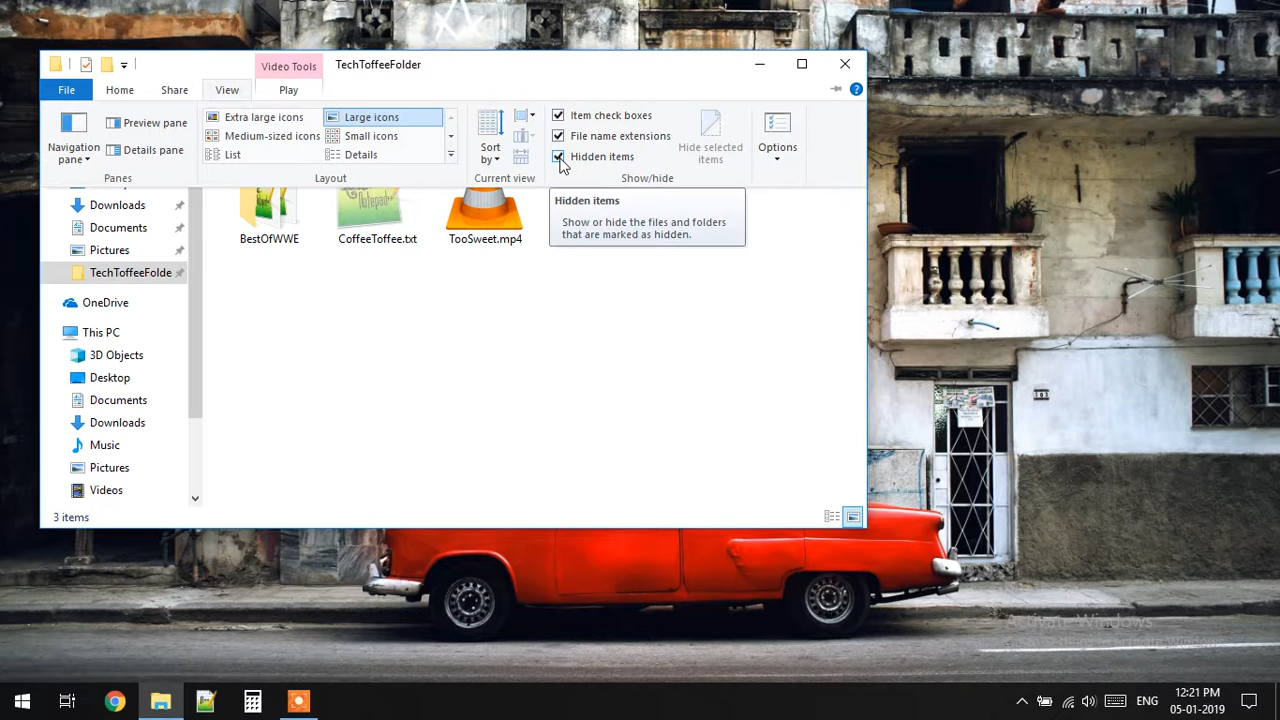 Video Tools
TechToffeeFolder
File
Home
Share
View
Play
Navigation pane
Preview pane
Details pane
Panes
Extra large icons
Large icons
Medium-sized icons
Small icons
List
Details
Layout
Sort by
Current view
Item check boxes
File name extensions
Hidden items
Hide selected items
Show/hide
Options
Hidden items
Show or hide the files and folders
that are marked as hidden.
Downloads
Documents
Pictures
TechToffeeFolde
OneDrive
This PC
3D Objects
Desktop
Documents
Downloads
Music
Pictures
Videos
BestOfWWE
CoffeeToffee.txt
TooSweet.mp4
3 items
Activate Windows
12:21 PM
ENG
05-01-2019